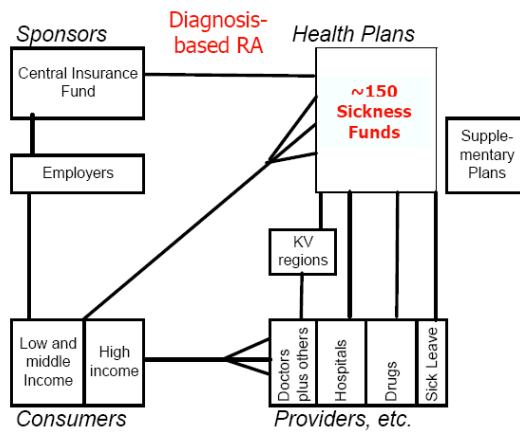 Sponsors
Diagnosis-
based RA
Health Plans
Central Insurance
Fund
~150
Sickness
Funds
Supple-
mentary
Plans
Employers
KV
regions
Low and
middle
Income
High
income
Doctors
plus others
Hospitals
Drugs
Sick Leave
Consumers
Providers, etc.